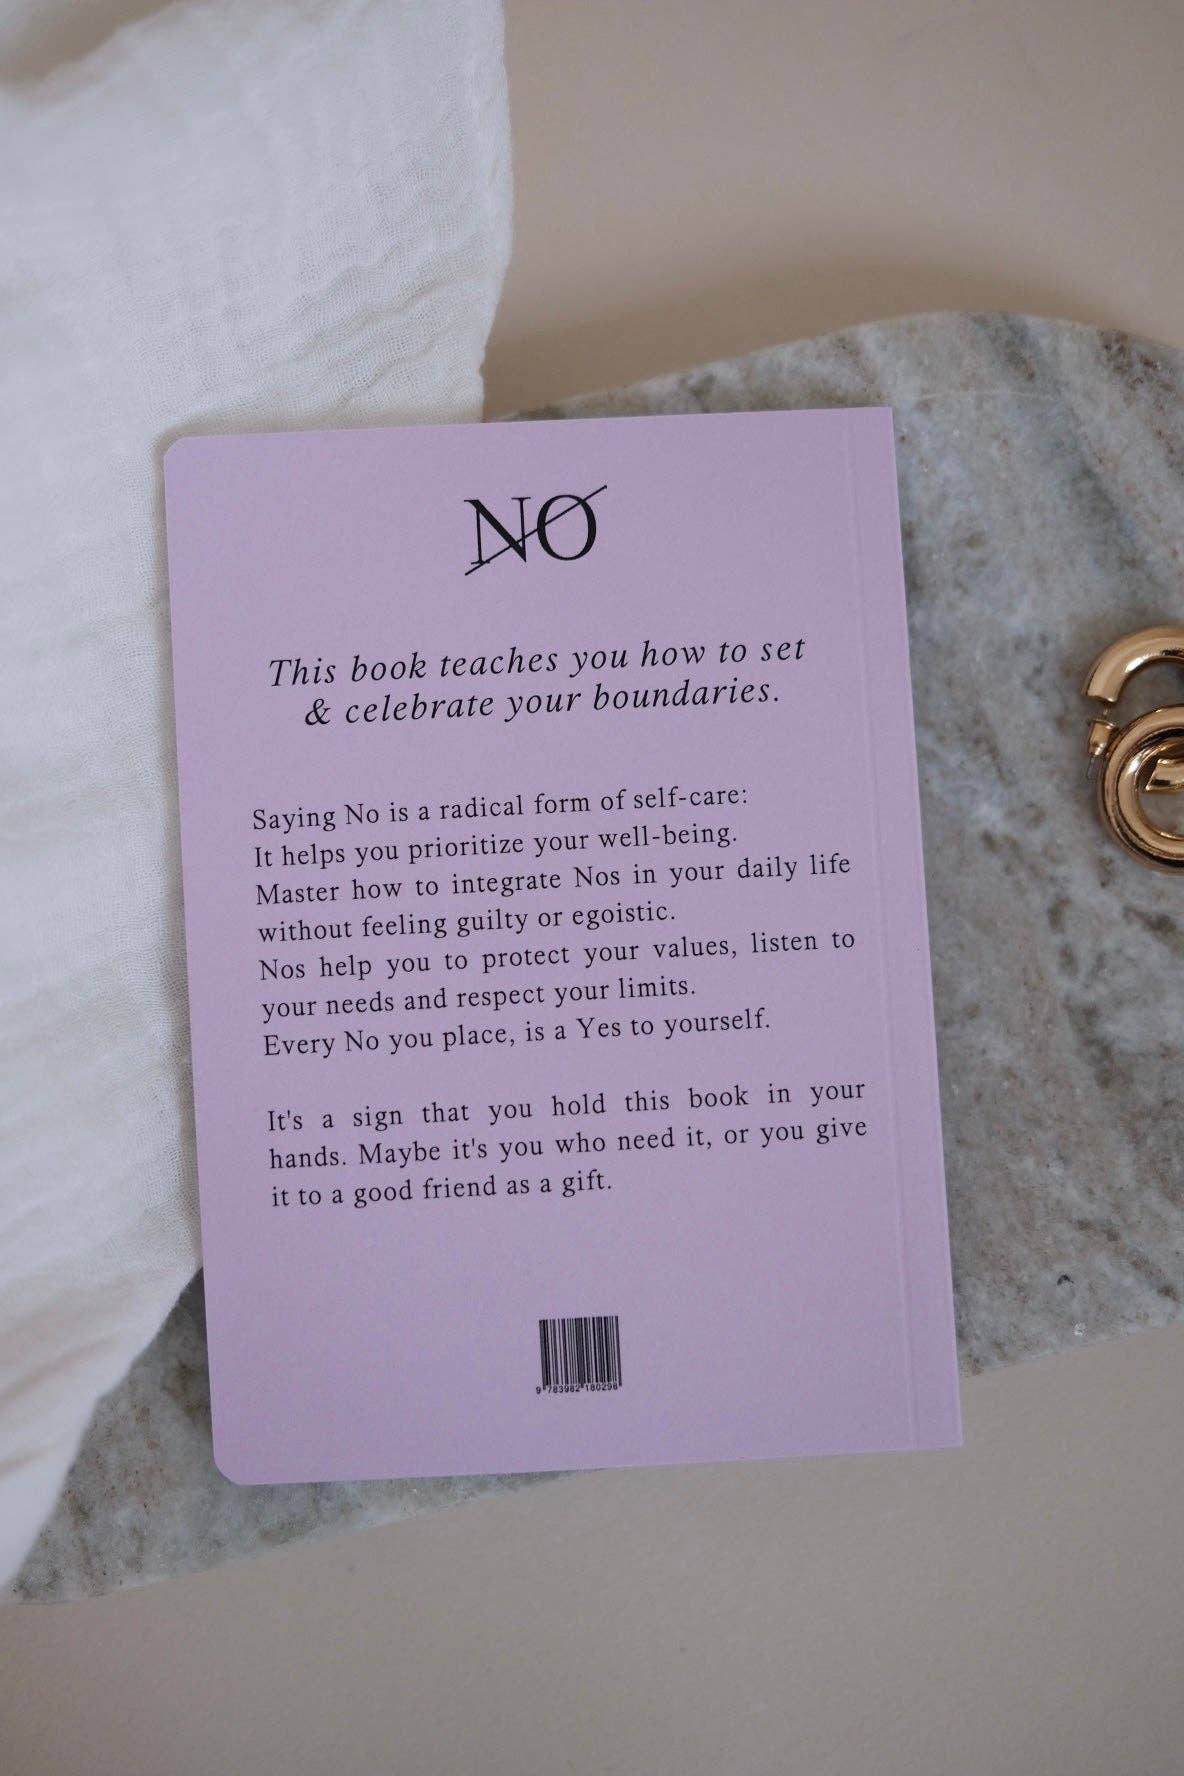 NO
This book teaches you how to set
& celebrate your boundaries.
Saying No is a radical form of self-care:
It helps you prioritize your well-being.
Master how to integrate Nos in your daily life
without feeling guilty or egoistic.
Nos help you to protect your values, listen to
your needs and respect your limits.
Every No you place, is a Yes to yourself.
It's a sign that you hold this book in your
hands. Maybe it's you who need it, or you give
it to a good friend as a gift.
9 783982 180298